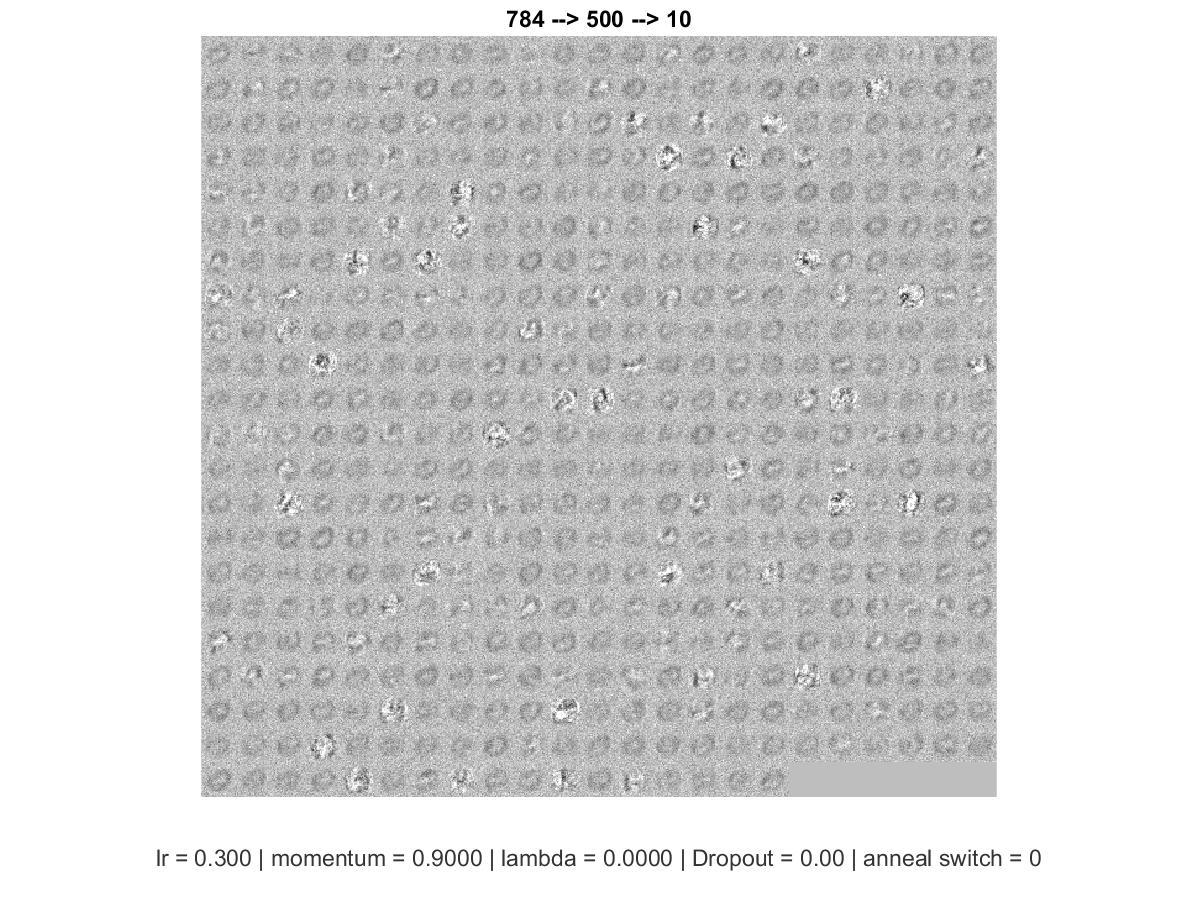 784 --> 500 --> 10
lr = 0.300 | momentum = 0.9000 | lambda = 0.0000 | Dropout = 0.00 | anneal switch = 0